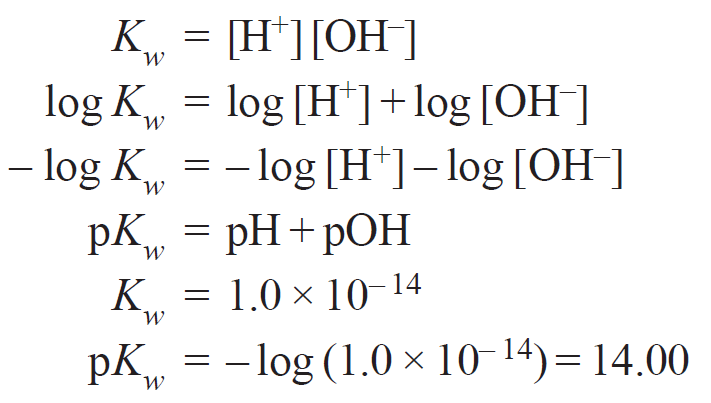 K_w = [H⁺][OH⁻]
log K_w = log [H⁺] + log [OH⁻]
– log K_w = – log [H⁺] – log [OH⁻]
pK_w = pH + pOH
K_w = 1.0 × 10⁻¹⁴
pK_w = – log (1.0 × 10⁻¹⁴) = 14.00